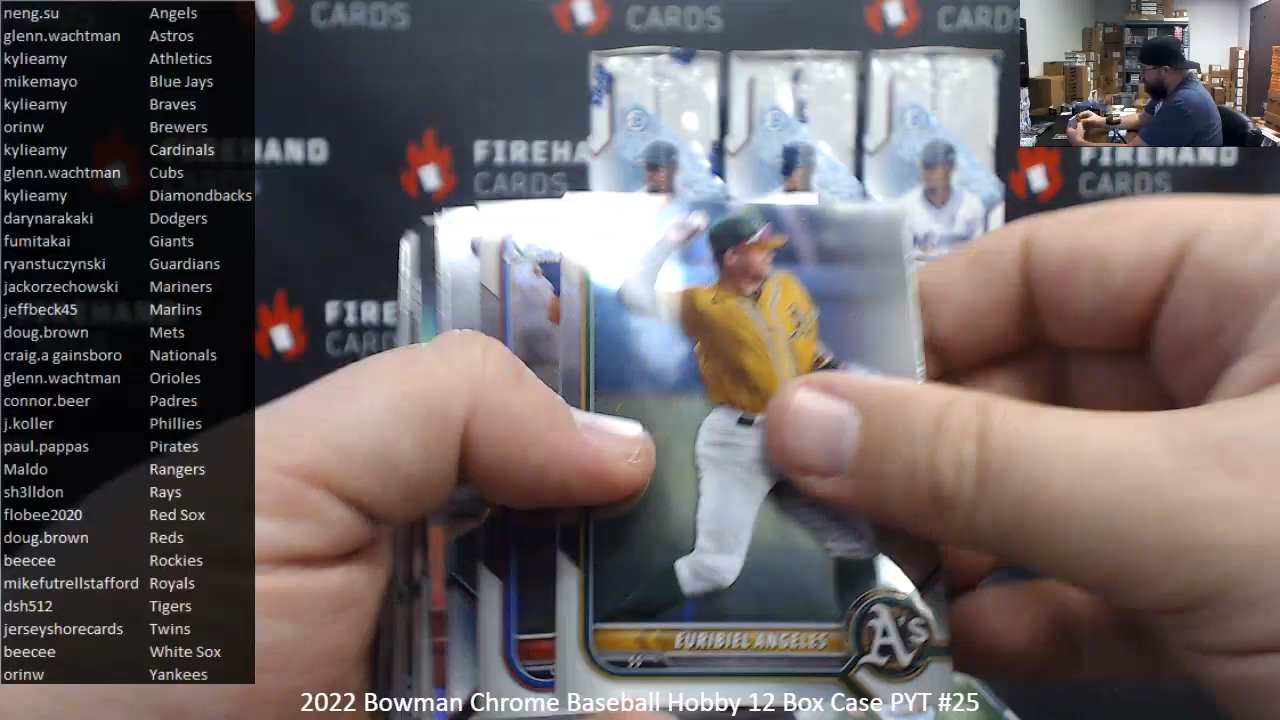 neng.su Angels
glenn.wachtman Astros
kylieamy Athletics
mikemayo Blue Jays
kylieamy Braves
orinw Brewers
kylieamy Cardinals
glenn.wachtman Cubs
kylieamy Diamondbacks
darynarakaki Dodgers
fumitakai Giants
ryanstuczynski Guardians
jackorzechowski Mariners
jeffbeck45 Marlins
doug.brown Mets
craig.a gainsboro Nationals
glenn.wachtman Orioles
connor.beer Padres
j.koller Phillies
paul.pappas Pirates
Maldo Rangers
sh3lldon Rays
flobee2020 Red Sox
doug.brown Reds
beecee Rockies
mikefutrellstafford Royals
dsh512 Tigers
jerseyshorecards Twins
beecee White Sox
orinw Yankees
CARDS
CARDS
CARDS
FIREHA
CARDS
FIREHAND
CARDS
FIRE
CARD
EURIBIEL ANGELES
A's
2022 Bowman Chrome Baseball Hobby 12 Box Case PYT #25